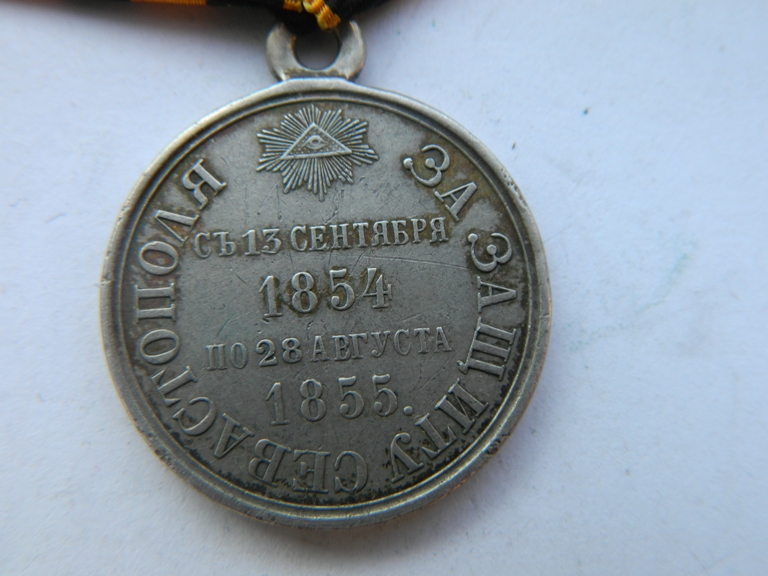 ЗА ЗАЩИТУ СЕВАСТОПОЛЯ
СЪ 13 СЕНТЯБРЯ
1854
ПО 28 АВГУСТА
1855.